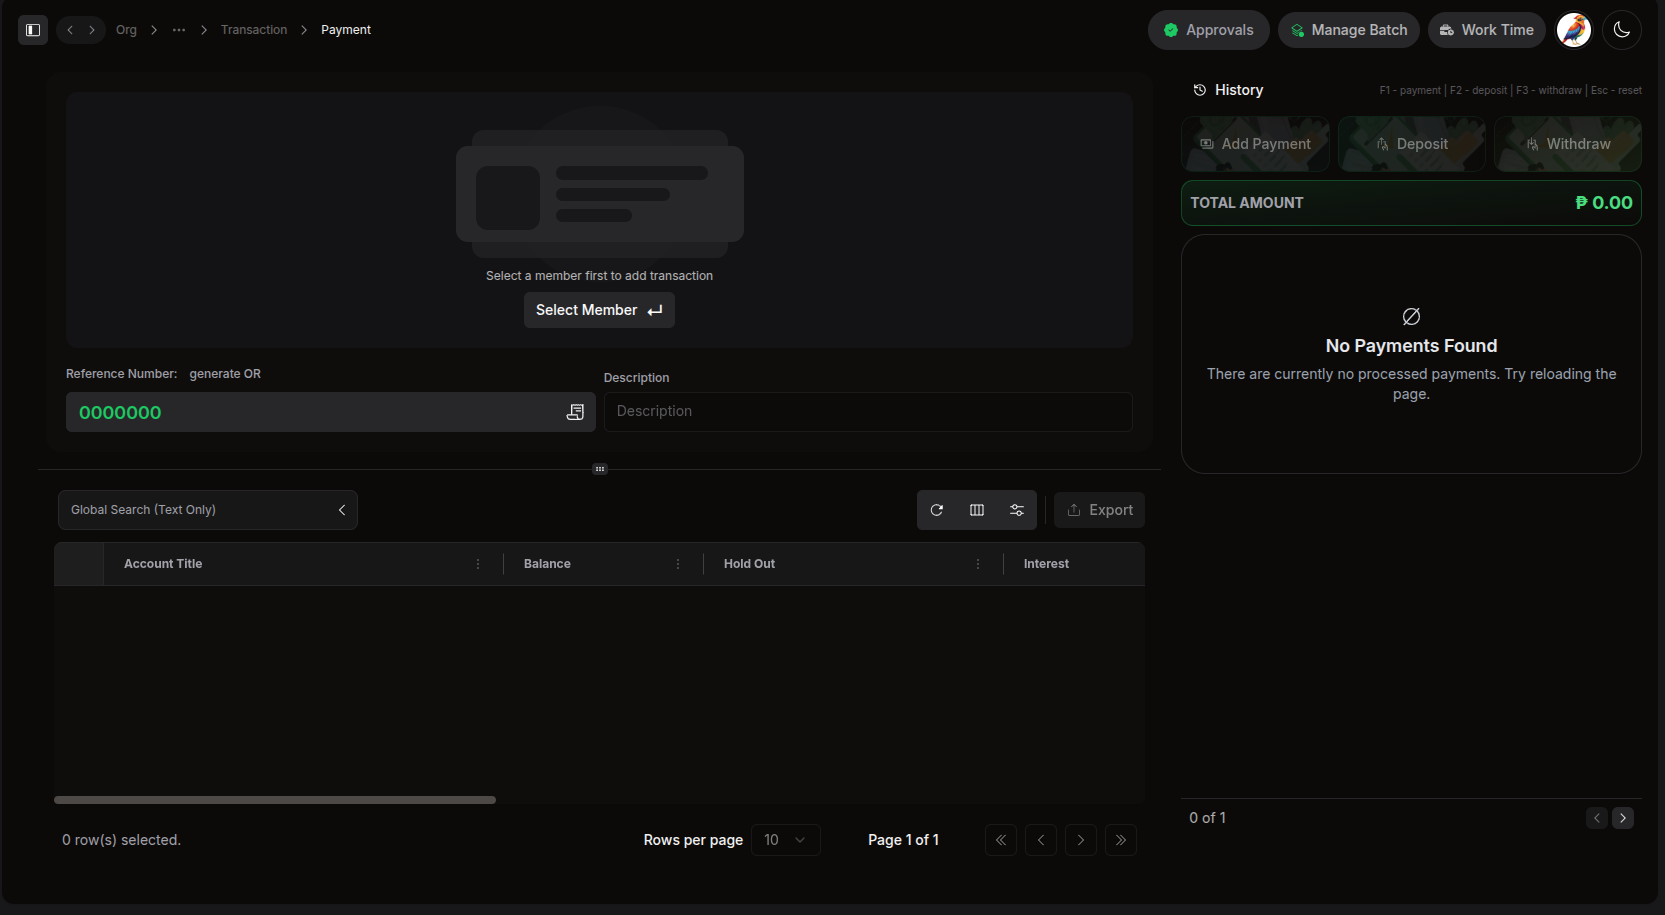 Org
Transaction
Payment
Approvals
Manage Batch
Work Time
History
F1 - payment | F2 - deposit | F3 - withdraw | Esc - reset
Add Payment
Deposit
Withdraw
TOTAL AMOUNT
₱ 0.00
Select a member first to add transaction
Select Member
No Payments Found
There are currently no processed payments. Try reloading the
page.
Reference Number: generate OR
0000000
Description
Description
Global Search (Text Only)
Export
Account Title
Balance
Hold Out
Interest
0 row(s) selected.
Rows per page
10
Page 1 of 1
0 of 1